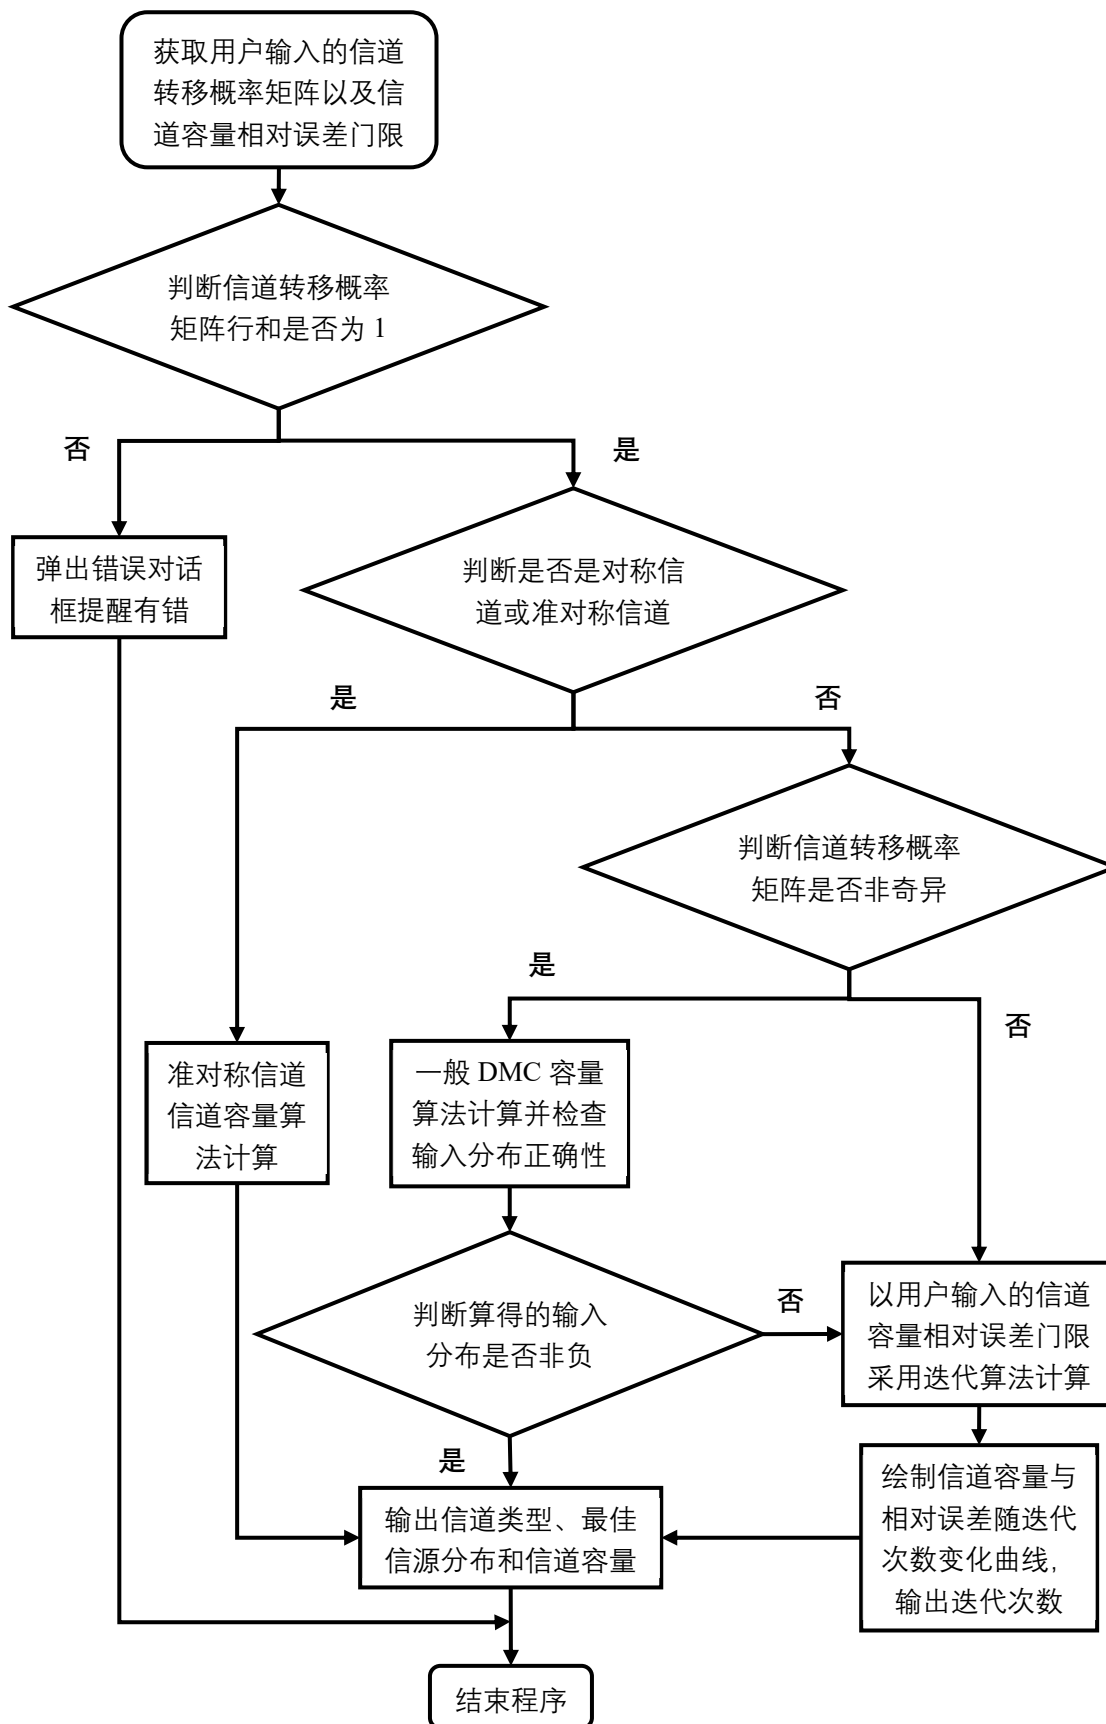 获取用户输入的信道
转移概率矩阵以及信
道容量相对误差门限
判断信道转移概率
矩阵行和是否为 1
否
是
弹出错误对话
框提醒有错
判断是否是对称信
道或准对称信道
是
否
判断信道转移概率
矩阵是否非奇异
是
否
准对称信道
信道容量算
法计算
一般 DMC 容量
算法计算并检查
输入分布正确性
判断算得的输入
分布是否非负
否
是
以用户输入的信道
容量相对误差门限
采用迭代算法计算
绘制信道容量与
相对误差随迭代
次数变化曲线，
输出迭代次数
输出信道类型、最佳
信源分布和信道容量
结束程序